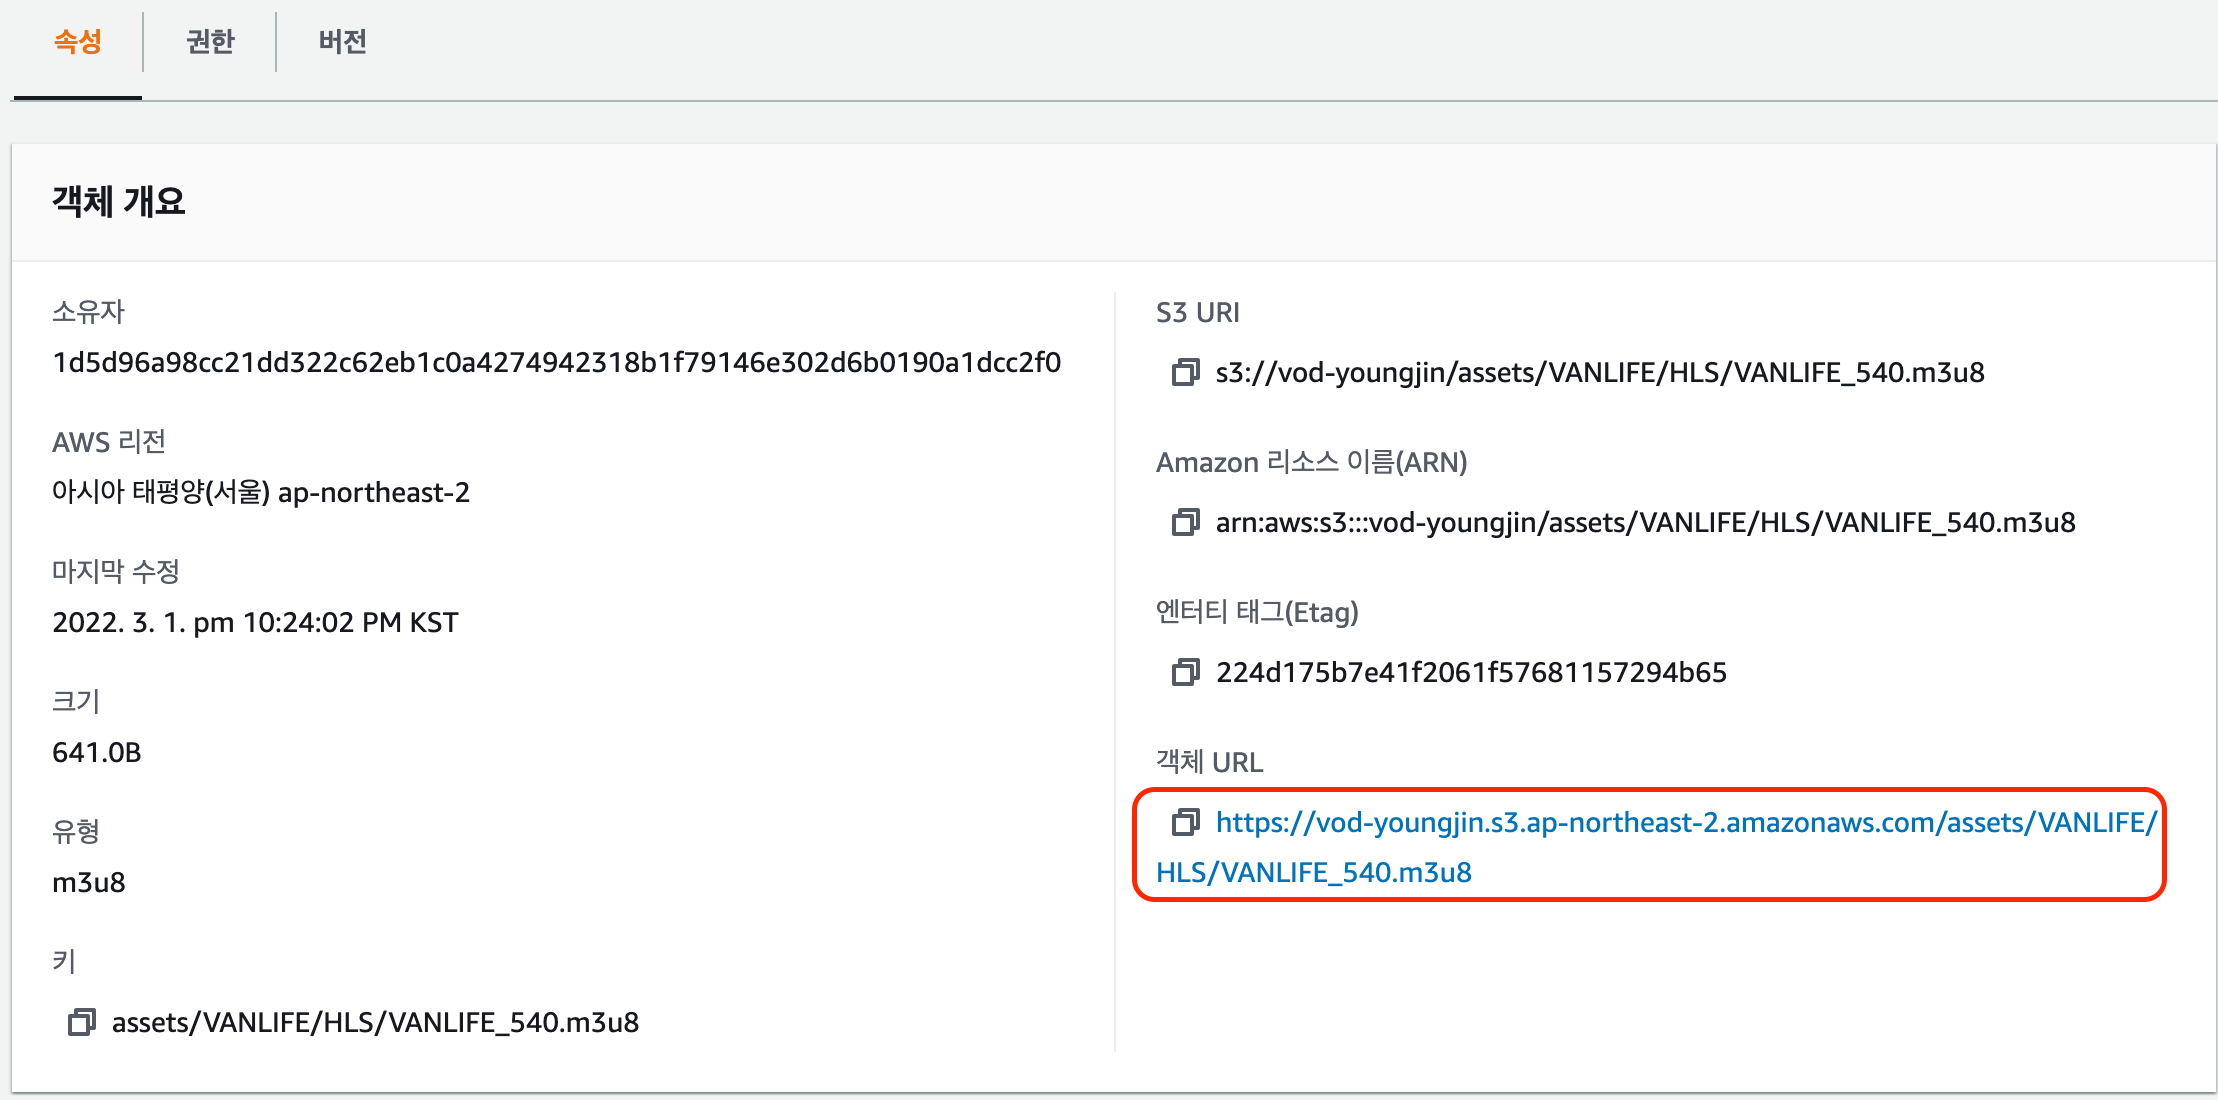 속성
권한
버전
객체 개요
소유자
1d5d96a98cc21dd322c62eb1c0a4274942318b1f79146e302d6b0190a1dcc2f0
AWS 리전
아시아 태평양(서울) ap-northeast-2
마지막 수정
2022. 3. 1. pm 10:24:02 PM KST
크기
641.0B
유형
m3u8
키
assets/VANLIFE/HLS/VANLIFE_540.m3u8
S3 URI
s3://vod-youngjin/assets/VANLIFE/HLS/VANLIFE_540.m3u8
Amazon 리소스 이름(ARN)
arn:aws:s3:::vod-youngjin/assets/VANLIFE/HLS/VANLIFE_540.m3u8
엔터티 태그(Etag)
224d175b7e41f2061f57681157294b65
객체 URL
https://vod-youngjin.s3.ap-northeast-2.amazonaws.com/assets/VANLIFE/
HLS/VANLIFE_540.m3u8